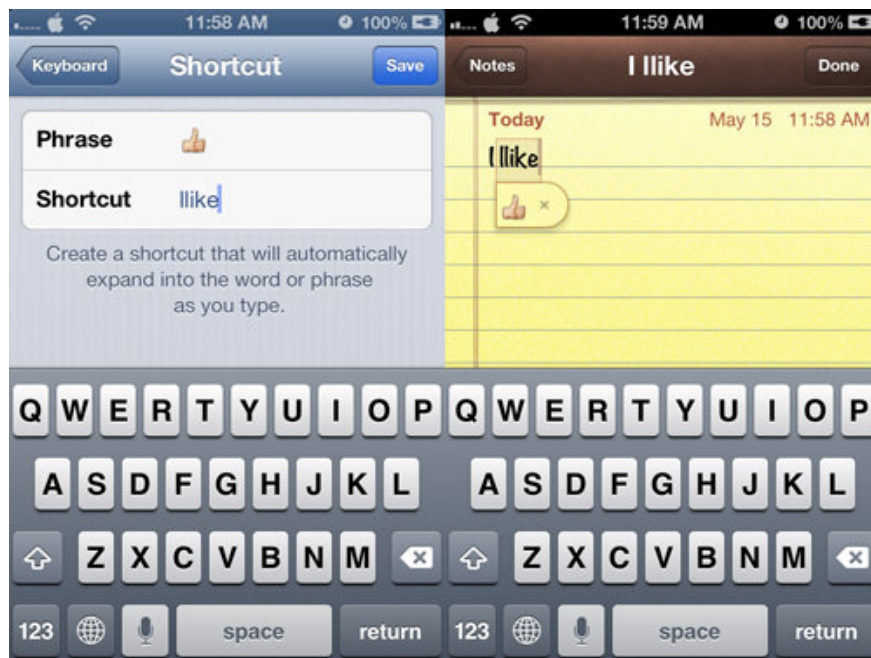 11:58 AM 100%
Keyboard Shortcut Save
Phrase 👍
Shortcut llike
Create a shortcut that will automatically
expand into the word or phrase
as you type.
Q W E R T Y U I O P
A S D F G H J K L
Z X C V B N M
123 space return
11:59 AM 100%
Notes I llike Done
Today May 15 11:58 AM
I llike
👍 ×
Q W E R T Y U I O P
A S D F G H J K L
Z X C V B N M
123 space return